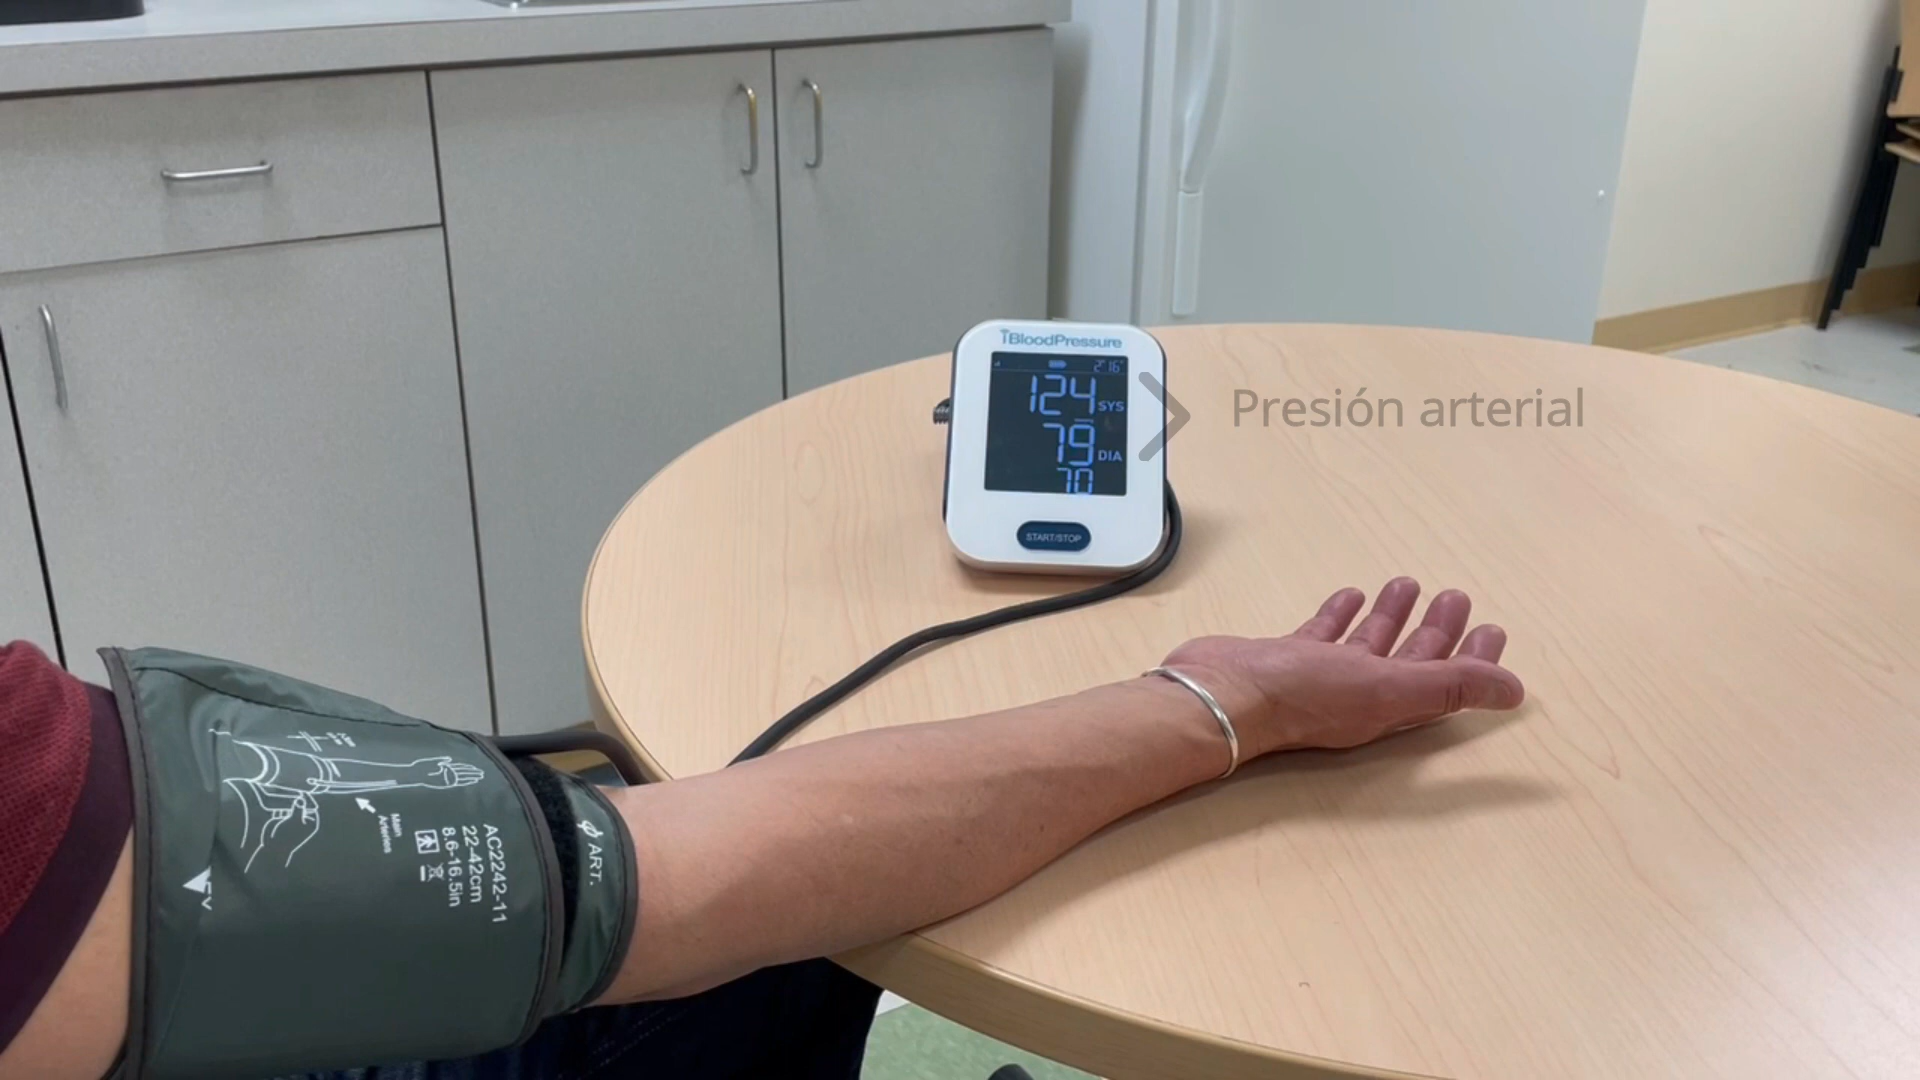 iBloodPressure
2'16"
124 SYS
79 DIA
70
START/STOP
Presión arterial
Main
Arteries
AC2242-11
22-42cm
8.6-16.5in
φ ART.